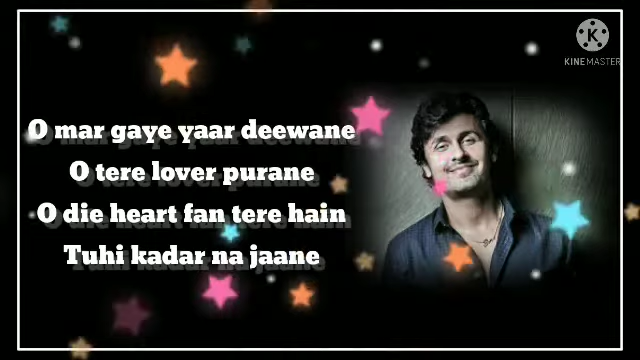 O mar gaye yaar deewane
O tere lover purane
O die heart fan tere hain
Tuhi kadar na jaane
K
KINEMASTER